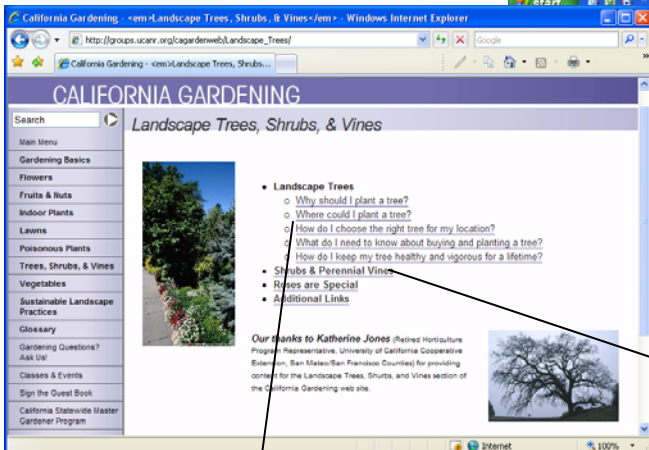 start
California Gardening - <em>Landscape Trees, Shrubs, & Vines</em> - Windows Internet Explorer
http://groups.ucanr.org/cagardenweb/Landscape_Trees/
Google
California Gardening - <em>Landscape Trees, Shrubs...
CALIFORNIA GARDENING
Search
Landscape Trees, Shrubs, & Vines
Main Menu
Gardening Basics
Flowers
Fruits & Nuts
Indoor Plants
Lawns
Poisonous Plants
Trees, Shrubs, & Vines
Vegetables
Sustainable Landscape
Practices
Glossary
Gardening Questions?
Ask Us!
Classes & Events
Sign the Guest Book
California Statewide Master
Gardener Program
• Landscape Trees
○ Why should I plant a tree?
○ Where could I plant a tree?
○ How do I choose the right tree for my location?
○ What do I need to know about buying and planting a tree?
○ How do I keep my tree healthy and vigorous for a lifetime?
• Shrubs & Perennial Vines
• Roses are Special
• Additional Links
Our thanks to Katherine Jones (Retired Horticulture
Program Representative, University of California Cooperative
Extension, San Mateo/San Francisco Counties) for providing
content for the Landscape Trees, Shurbs, and Vines section of
the California Gardening web site.
Internet
100%